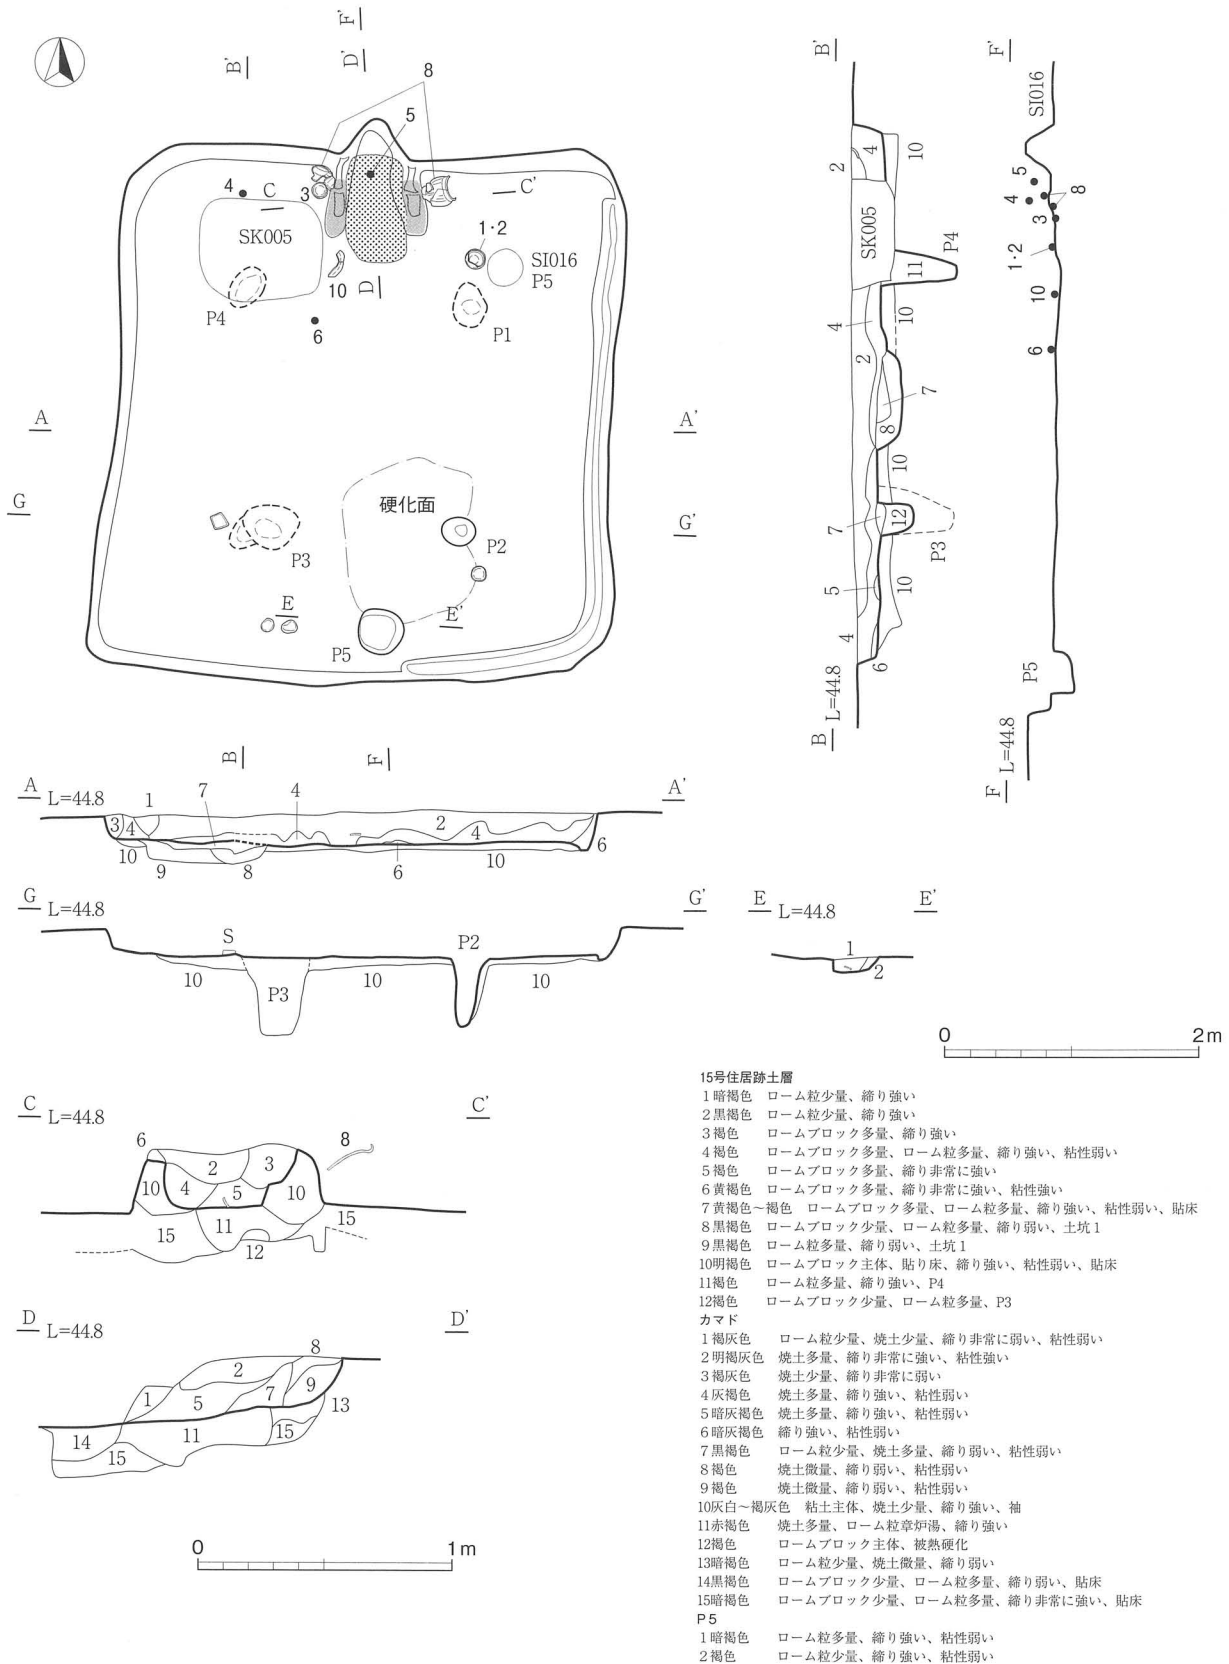 F'
D'
B'
8
5
4
C
3
C'
SK005
1・2
SI016
P5
10
D
P4
P1
6
A
A'
G
硬化面
G'
P3
P2
E
E'
P5
B
F
B'
2
4
10
SK005
11
P4
4
10
2
7
8
10
7
12
P3
5
10
4
6
B L=44.8
F'
SI016
5
4
8
3
1・2
10
6
P5
F L=44.8
A L=44.8
A'
1
7
4
3
4
2
4
6
10
9
8
6
10
G L=44.8
G'
S
P2
10
P3
10
10
E L=44.8
E'
1
2
0
2m
C L=44.8
C'
6
2
3
8
10
4
5
10
15
11
15
12
D L=44.8
D'
8
2
1
5
7
9
13
14
11
15
15
0
1m
15号住居跡土層
1暗褐色 ローム粒少量、締り強い
2黒褐色 ローム粒少量、締り強い
3褐色 ロームブロック多量、締り強い
4褐色 ロームブロック多量、ローム粒多量、締り強い、粘性弱い
5褐色 ロームブロック多量、締り非常に強い
6黄褐色 ロームブロック多量、締り非常に強い、粘性強い
7黄褐色～褐色 ロームブロック多量、ローム粒多量、締り強い、粘性弱い、貼床
8黒褐色 ロームブロック少量、ローム粒多量、締り弱い、土坑1
9黒褐色 ローム粒多量、締り弱い、土坑1
10明褐色 ロームブロック主体、貼り床、締り強い、粘性弱い、貼床
11褐色 ローム粒多量、締り強い、P4
12褐色 ロームブロック少量、ローム粒多量、P3
カマド
1褐灰色 ローム粒少量、焼土少量、締り非常に弱い、粘性弱い
2明褐灰色 焼土多量、締り非常に強い、粘性強い
3褐灰色 焼土少量、締り非常に弱い
4灰褐色 焼土多量、締り強い、粘性弱い
5暗灰褐色 焼土多量、締り強い、粘性弱い
6暗灰褐色 締り強い、粘性弱い
7黒褐色 ローム粒少量、焼土多量、締り弱い、粘性弱い
8褐色 焼土微量、締り弱い、粘性弱い
9褐色 焼土微量、締り弱い、粘性弱い
10灰白～褐灰色 粘土主体、焼土少量、締り強い、袖
11赤褐色 焼土多量、ローム粒章炉湯、締り強い
12褐色 ロームブロック主体、被熱硬化
13暗褐色 ローム粒少量、焼土微量、締り弱い
14黒褐色 ロームブロック少量、ローム粒多量、締り弱い、貼床
15暗褐色 ロームブロック少量、ローム粒多量、締り非常に強い、貼床
P5
1暗褐色 ローム粒多量、締り強い、粘性弱い
2褐色 ローム粒少量、締り強い、粘性弱い